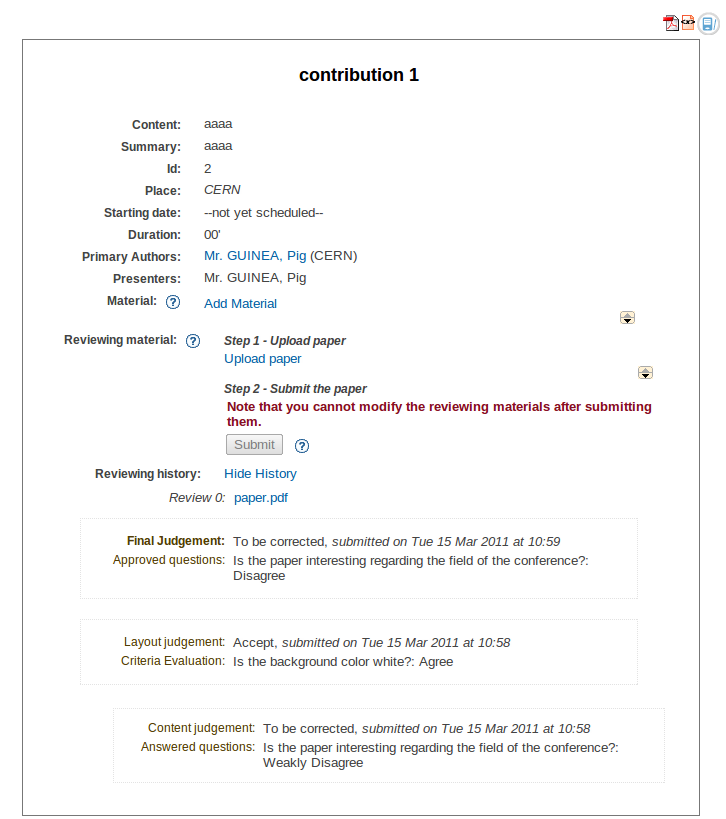 contribution 1
Content: aaaa
Summary: aaaa
Id: 2
Place: CERN
Starting date: --not yet scheduled--
Duration: 00'
Primary Authors: Mr. GUINEA, Pig (CERN)
Presenters: Mr. GUINEA, Pig
Material: ? Add Material
Reviewing material: ? Step 1 - Upload paper
Upload paper
Step 2 - Submit the paper
Note that you cannot modify the reviewing materials after submitting
them.
Submit ?
Reviewing history: Hide History
Review 0: paper.pdf
Final Judgement: To be corrected, submitted on Tue 15 Mar 2011 at 10:59
Approved questions: Is the paper interesting regarding the field of the conference?:
Disagree
Layout judgement: Accept, submitted on Tue 15 Mar 2011 at 10:58
Criteria Evaluation: Is the background color white?: Agree
Content judgement: To be corrected, submitted on Tue 15 Mar 2011 at 10:58
Answered questions: Is the paper interesting regarding the field of the conference?:
Weakly Disagree